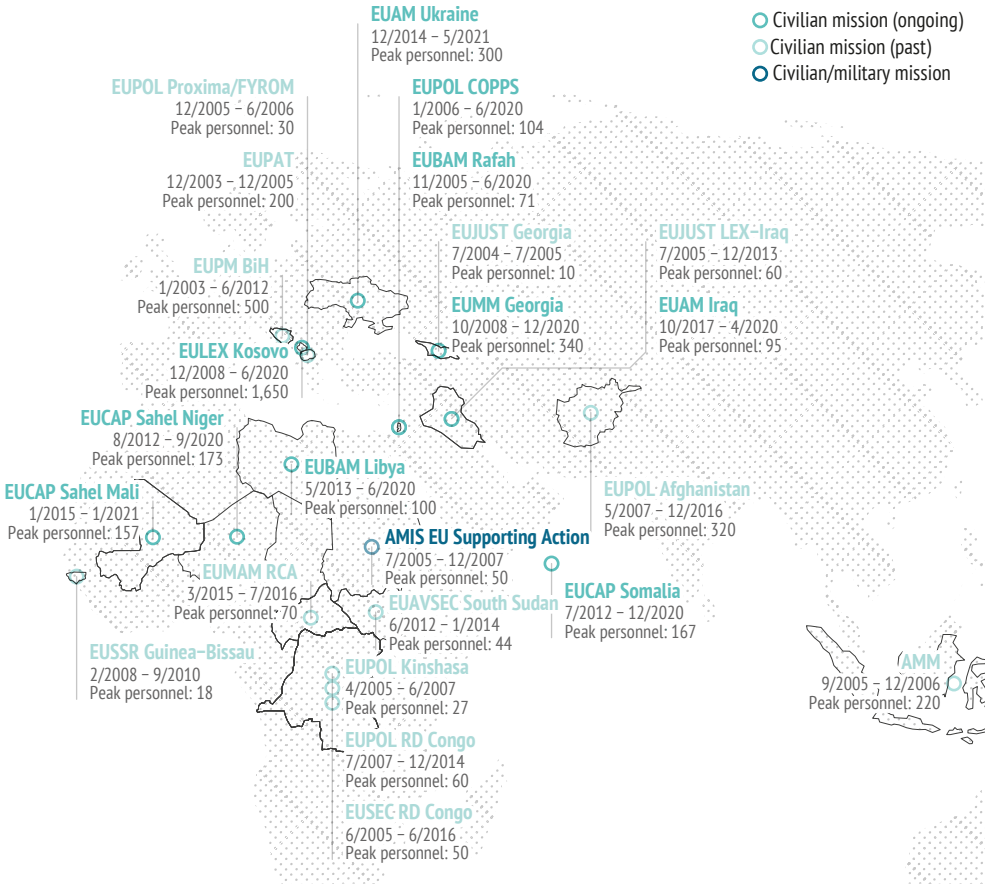 EUAM Ukraine
12/2014 – 5/2021
Peak personnel: 300
Civilian mission (ongoing)
Civilian mission (past)
Civilian/military mission
EUPOL Proxima/FYROM
12/2005 – 6/2006
Peak personnel: 30
EUPOL COPPS
1/2006 – 6/2020
Peak personnel: 104
EUPAT
12/2003 – 12/2005
Peak personnel: 200
EUBAM Rafah
11/2005 – 6/2020
Peak personnel: 71
EUJUST Georgia
7/2004 – 7/2005
Peak personnel: 10
EUJUST LEX–Iraq
7/2005 – 12/2013
Peak personnel: 60
EUPM BiH
1/2003 – 6/2012
Peak personnel: 500
EUMM Georgia
10/2008 – 12/2020
Peak personnel: 340
EUAM Iraq
10/2017 – 4/2020
Peak personnel: 95
EULEX Kosovo
12/2008 – 6/2020
Peak personnel: 1,650
EUCAP Sahel Niger
8/2012 – 9/2020
Peak personnel: 173
EUBAM Libya
5/2013 – 6/2020
Peak personnel: 100
EUCAP Sahel Mali
1/2015 – 1/2021
Peak personnel: 157
EUPOL Afghanistan
5/2007 – 12/2016
Peak personnel: 320
AMIS EU Supporting Action
7/2005 – 12/2007
Peak personnel: 50
EUMAM RCA
3/2015 – 7/2016
Peak personnel: 70
EUCAP Somalia
7/2012 – 12/2020
Peak personnel: 167
EUAVSEC South Sudan
6/2012 – 1/2014
Peak personnel: 44
EUSSR Guinea–Bissau
2/2008 – 9/2010
Peak personnel: 18
EUPOL Kinshasa
4/2005 – 6/2007
Peak personnel: 27
AMM
9/2005 – 12/2006
Peak personnel: 220
EUPOL RD Congo
7/2007 – 12/2014
Peak personnel: 60
EUSEC RD Congo
6/2005 – 6/2016
Peak personnel: 50